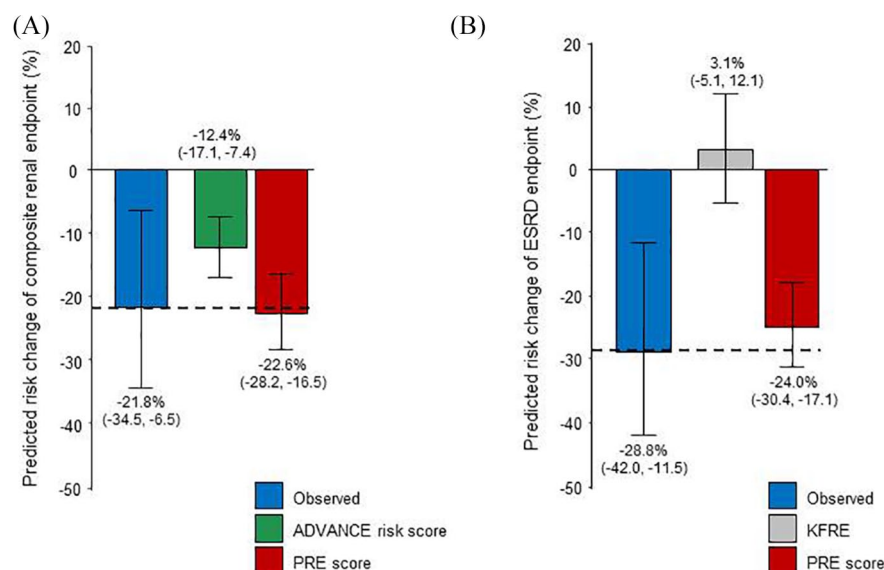 (A)
Predicted risk change of composite renal endpoint (%)
20
10
0
-10
-20
-30
-40
-50
-12.4%
(-17.1, -7.4)
-21.8%
(-34.5, -6.5)
-22.6%
(-28.2, -16.5)
Observed
ADVANCE risk score
PRE score
(B)
Predicted risk change of ESRD endpoint (%)
20
10
0
-10
-20
-30
-40
-50
3.1%
(-5.1, 12.1)
-24.0%
(-30.4, -17.1)
-28.8%
(-42.0, -11.5)
Observed
KFRE
PRE score